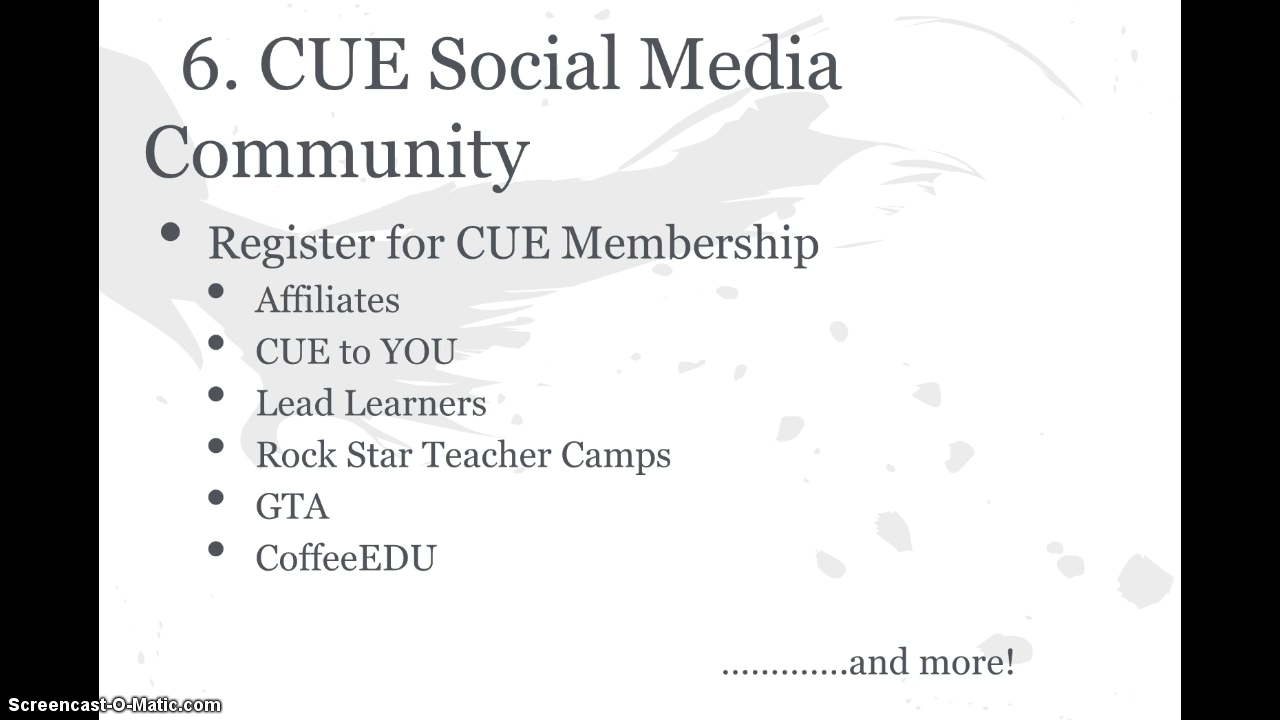 6. CUE Social Media
Community
• Register for CUE Membership
• Affiliates
• CUE to YOU
• Lead Learners
• Rock Star Teacher Camps
• GTA
• CoffeeEDU
.............and more!
Screencast-O-Matic.com